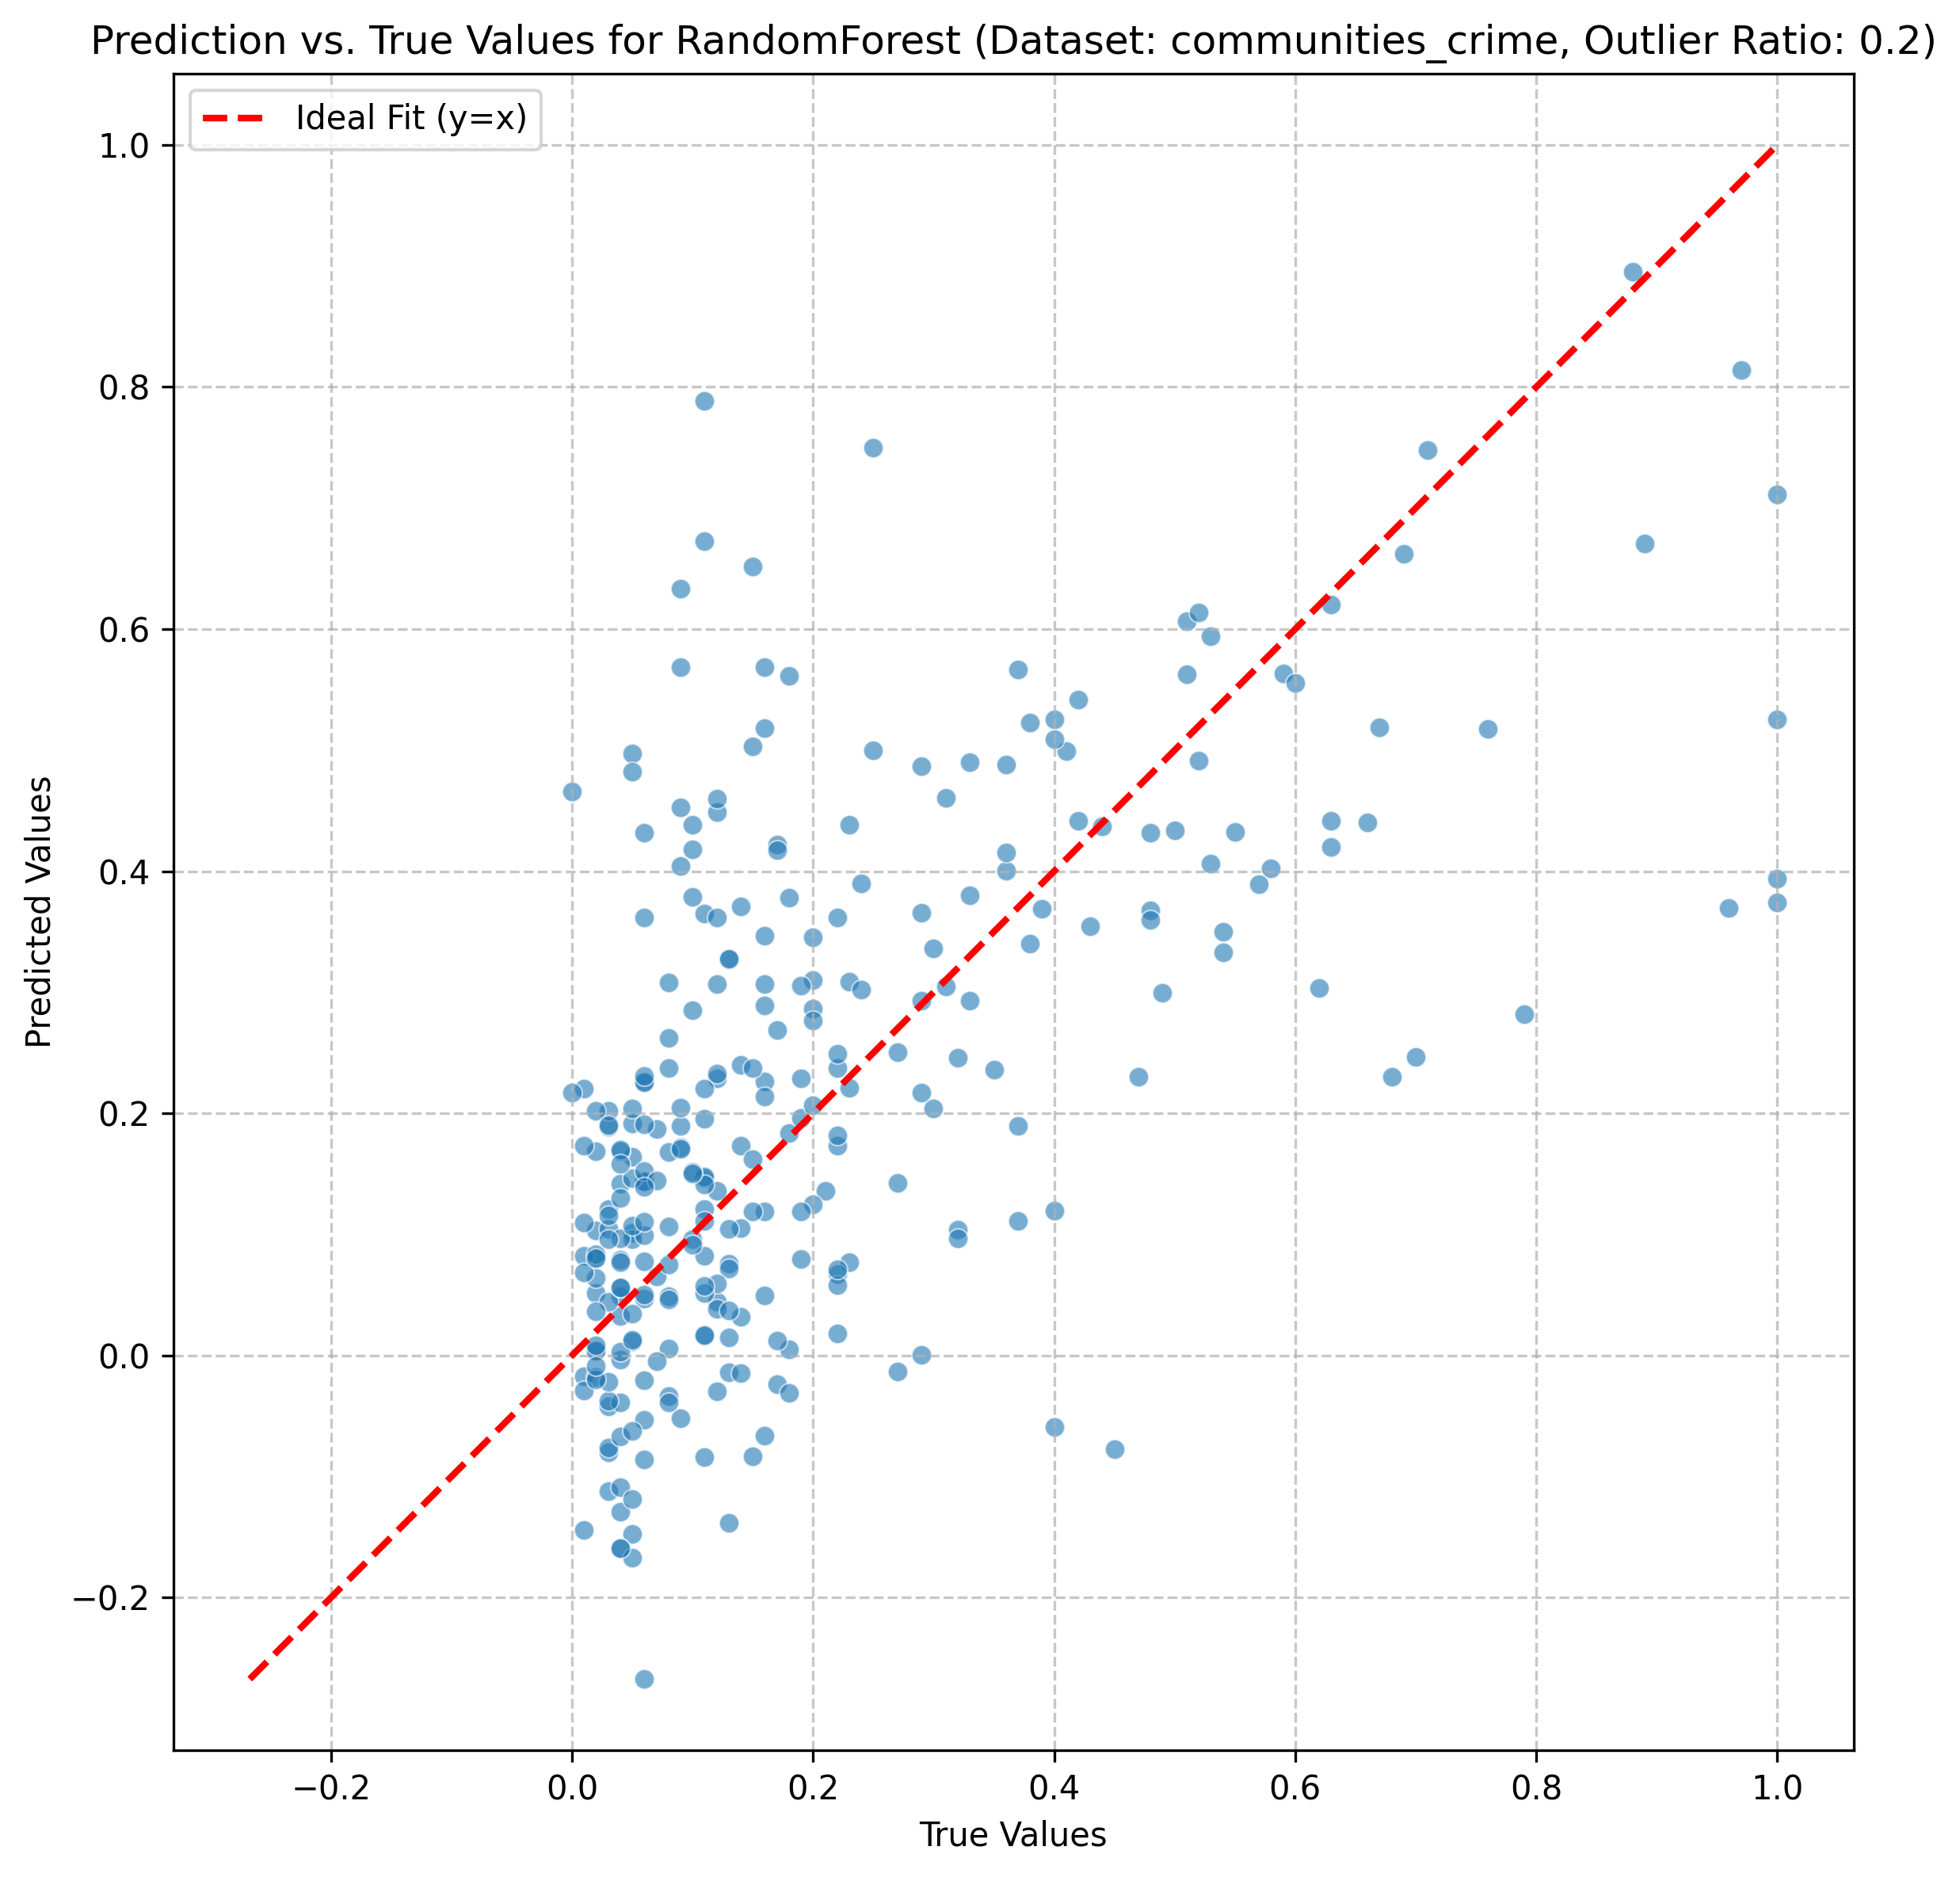 Prediction vs. True Values for RandomForest (Dataset: communities_crime, Outlier Ratio: 0.2)
Ideal Fit (y=x)
1.0
0.8
0.6
0.4
0.2
0.0
−0.2
Predicted Values
−0.2 0.0 0.2 0.4 0.6 0.8 1.0
True Values